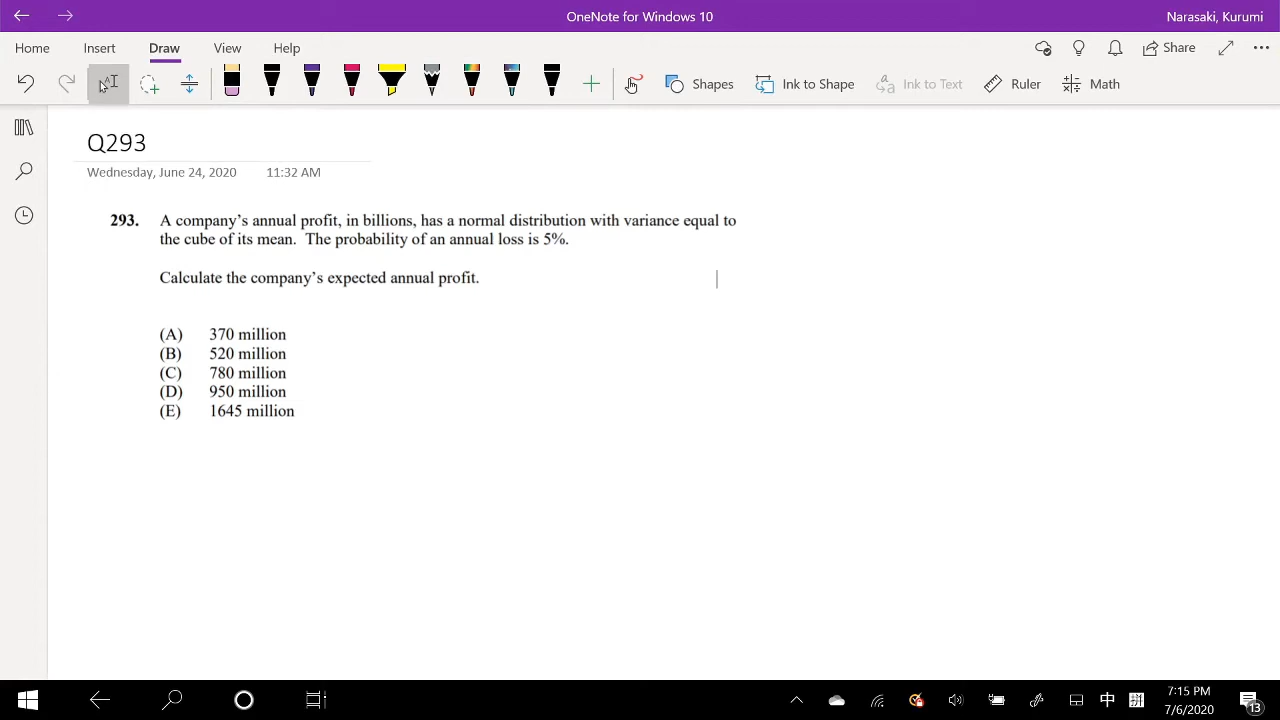 OneNote for Windows 10
Narasaki, Kurumi
Home Insert Draw View Help
Share
Shapes Ink to Shape Ink to Text Ruler Math
Q293
Wednesday, June 24, 2020 11:32 AM
293. A company’s annual profit, in billions, has a normal distribution with variance equal to
the cube of its mean. The probability of an annual loss is 5%.
Calculate the company’s expected annual profit.
(A) 370 million
(B) 520 million
(C) 780 million
(D) 950 million
(E) 1645 million
中
7:15 PM
7/6/2020
13